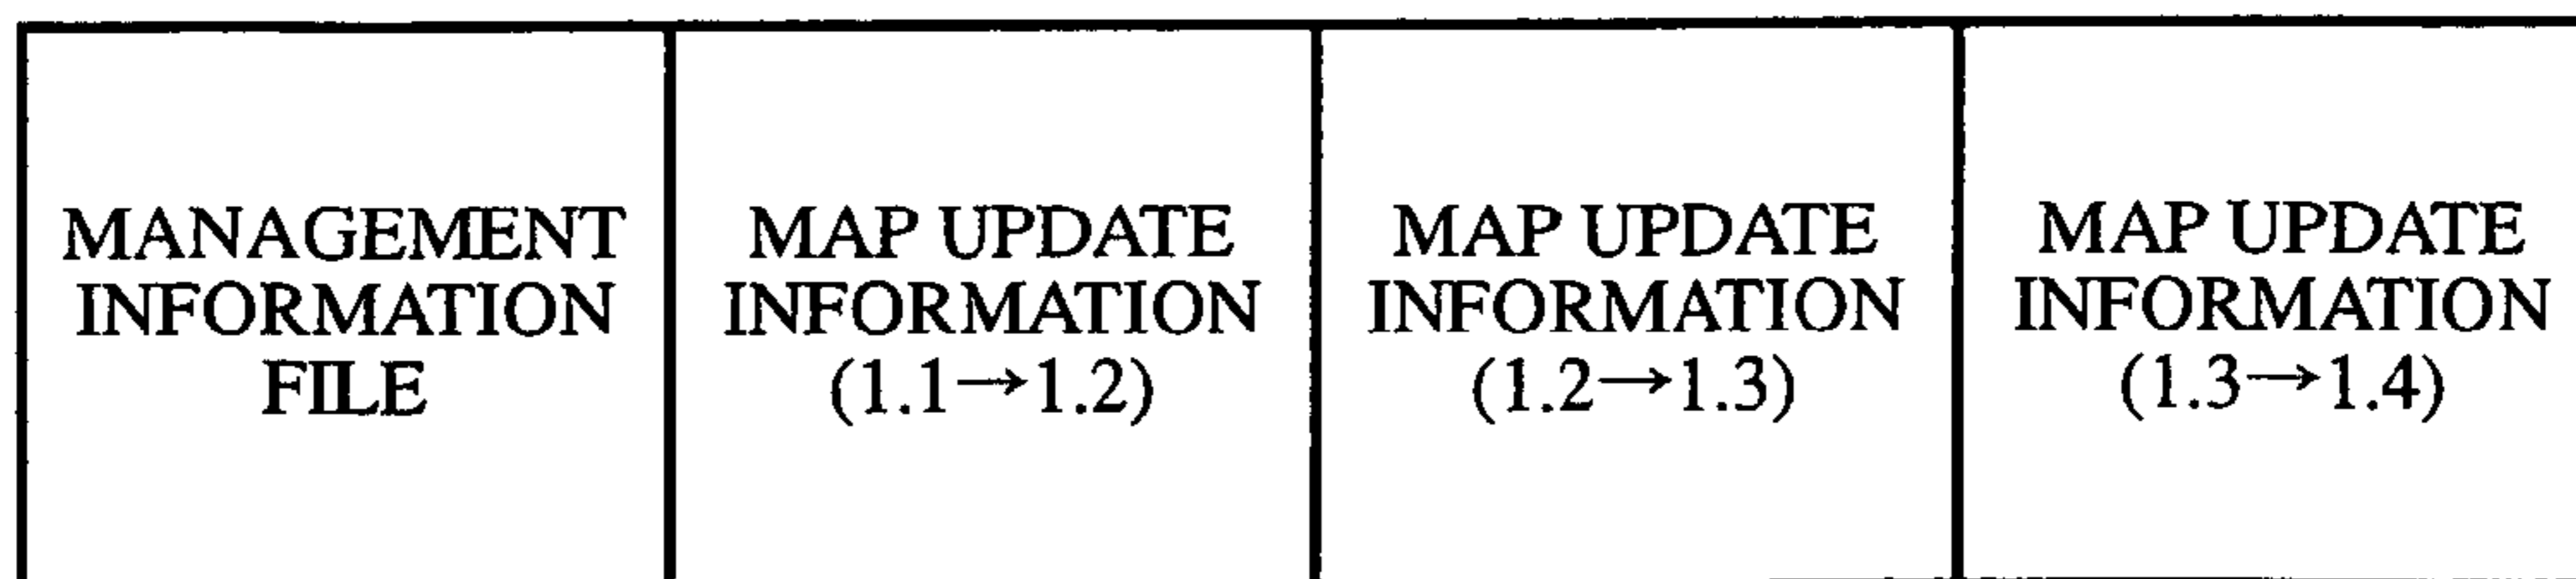 MANAGEMENT
INFORMATION
FILE
MAP UPDATE
INFORMATION
(1.1→1.2)
MAP UPDATE
INFORMATION
(1.2→1.3)
MAP UPDATE
INFORMATION
(1.3→1.4)